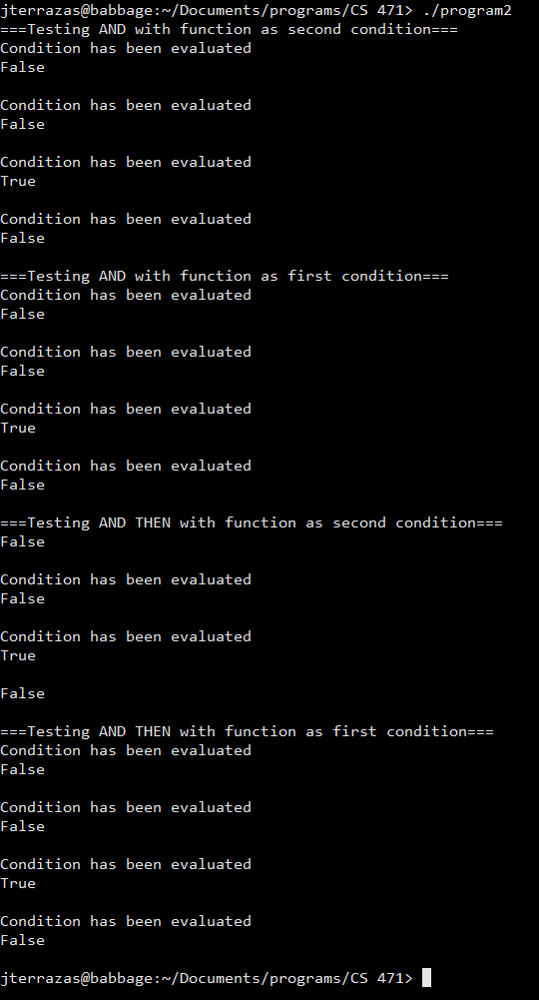 jterrazas@babbage:~/Documents/programs/CS 471> ./program2
===Testing AND with function as second condition===
Condition has been evaluated
False
Condition has been evaluated
False
Condition has been evaluated
True
Condition has been evaluated
False
===Testing AND with function as first condition===
Condition has been evaluated
False
Condition has been evaluated
False
Condition has been evaluated
True
Condition has been evaluated
False
===Testing AND THEN with function as second condition===
False
Condition has been evaluated
False
Condition has been evaluated
True
False
===Testing AND THEN with function as first condition===
Condition has been evaluated
False
Condition has been evaluated
False
Condition has been evaluated
True
Condition has been evaluated
False
jterrazas@babbage:~/Documents/programs/CS 471>